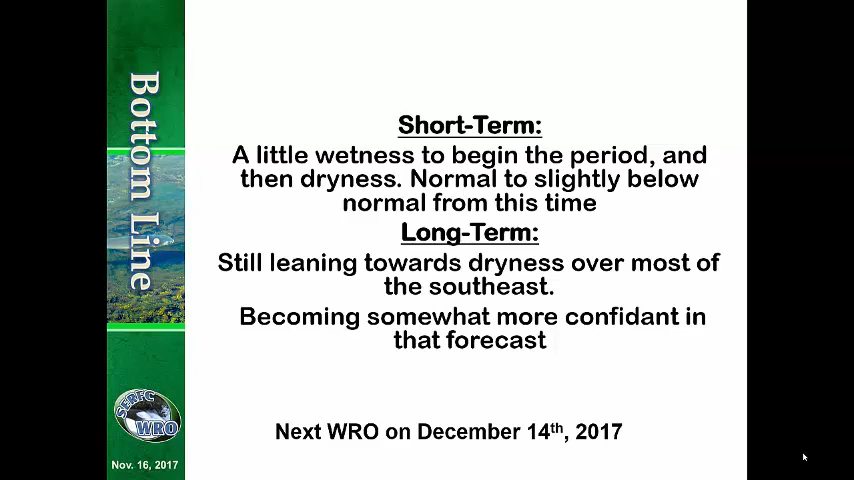 Bottom Line
Short-Term:
A little wetness to begin the period, and
then dryness. Normal to slightly below
normal from this time
Long-Term:
Still leaning towards dryness over most of
the southeast.
Becoming somewhat more confidant in
that forecast
Next WRO on December 14th, 2017
SERFC
WRO
Nov. 16, 2017